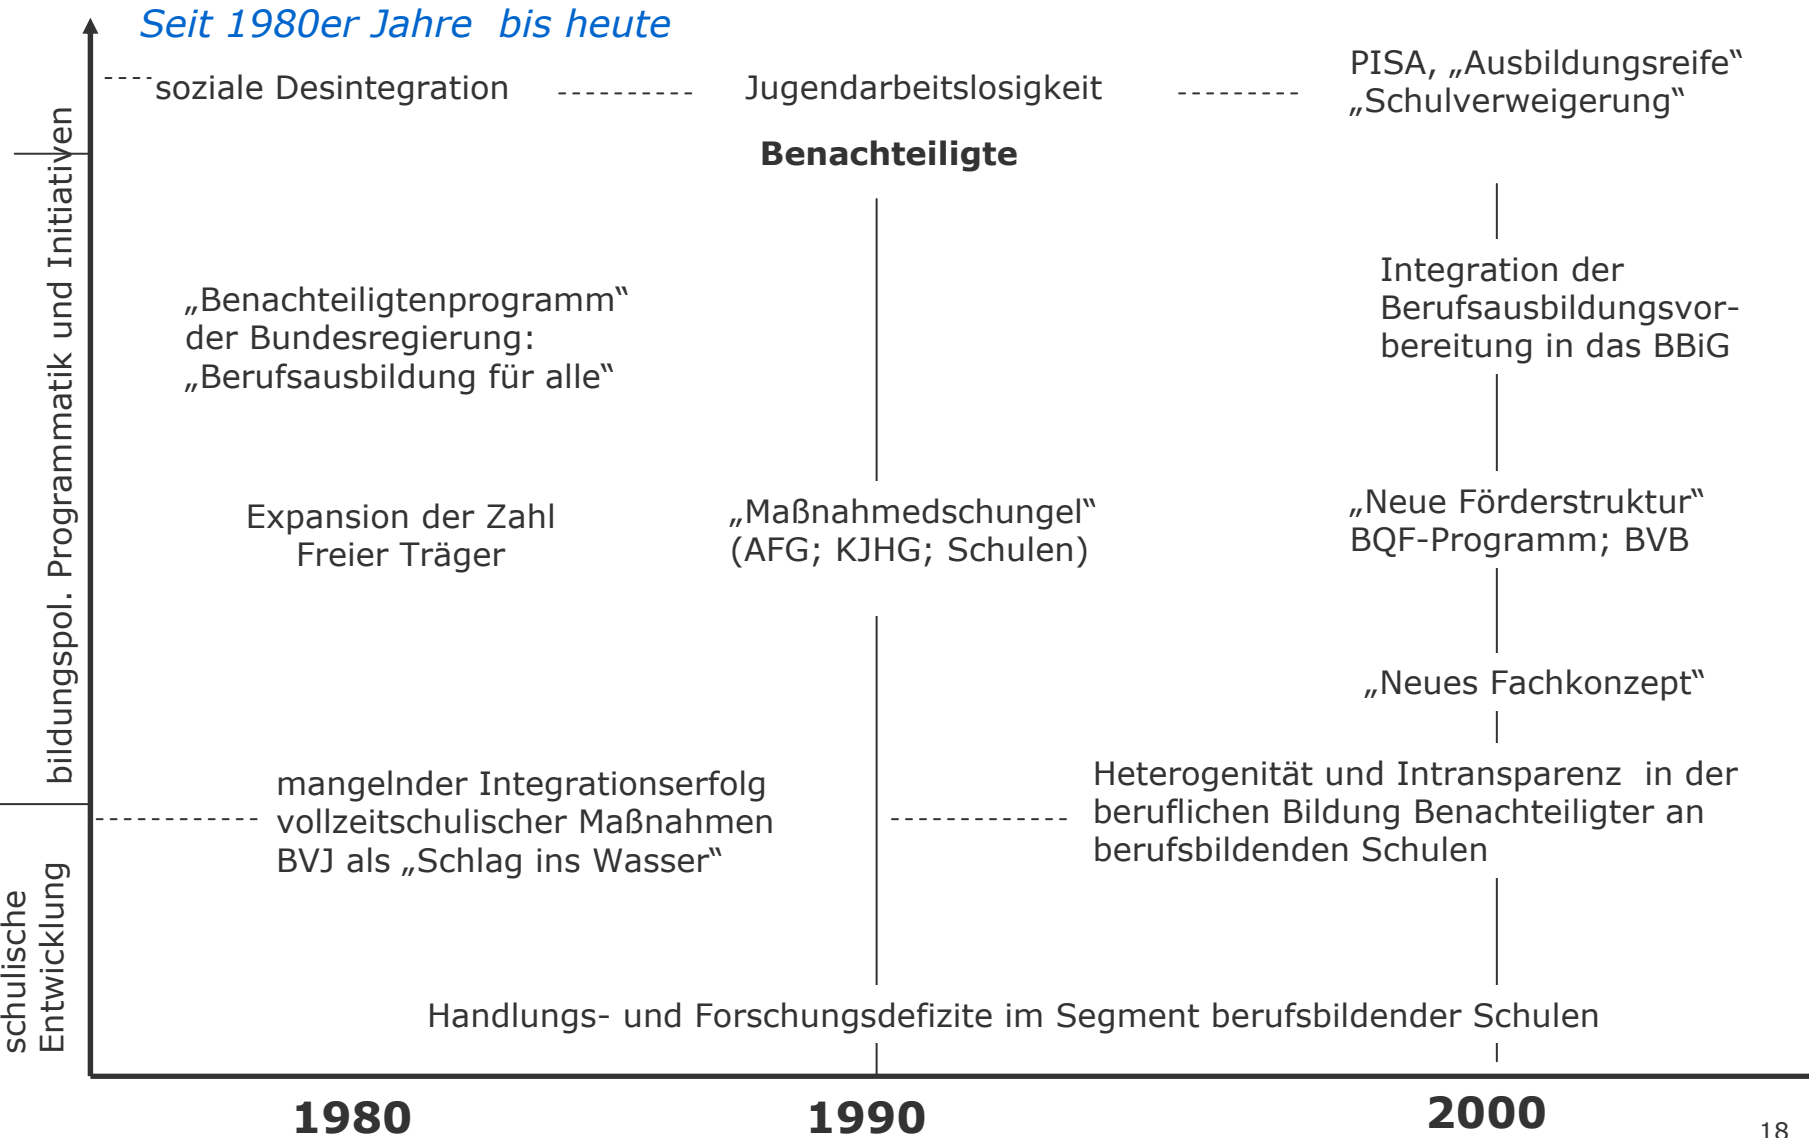 Seit 1980er Jahre  bis heute
soziale Desintegration
Jugendarbeitslosigkeit
PISA, „Ausbildungsreife“
„Schulverweigerung“
Benachteiligte
bildungspol. Programmatik und Initiativen
„Benachteiligtenprogramm“
der Bundesregierung:
„Berufsausbildung für alle“
Integration der
Berufsausbildungsvor-
bereitung in das BBiG
Expansion der Zahl
Freier Träger
„Maßnahmedschungel“
(AFG; KJHG; Schulen)
„Neue Förderstruktur“
BQF-Programm; BVB
„Neues Fachkonzept“
schulische
Entwicklung
mangelnder Integrationserfolg
vollzeitschulischer Maßnahmen
BVJ als „Schlag ins Wasser“
Heterogenität und Intransparenz  in der
beruflichen Bildung Benachteiligter an
berufsbildenden Schulen
Handlungs- und Forschungsdefizite im Segment berufsbildender Schulen
1980
1990
2000
18